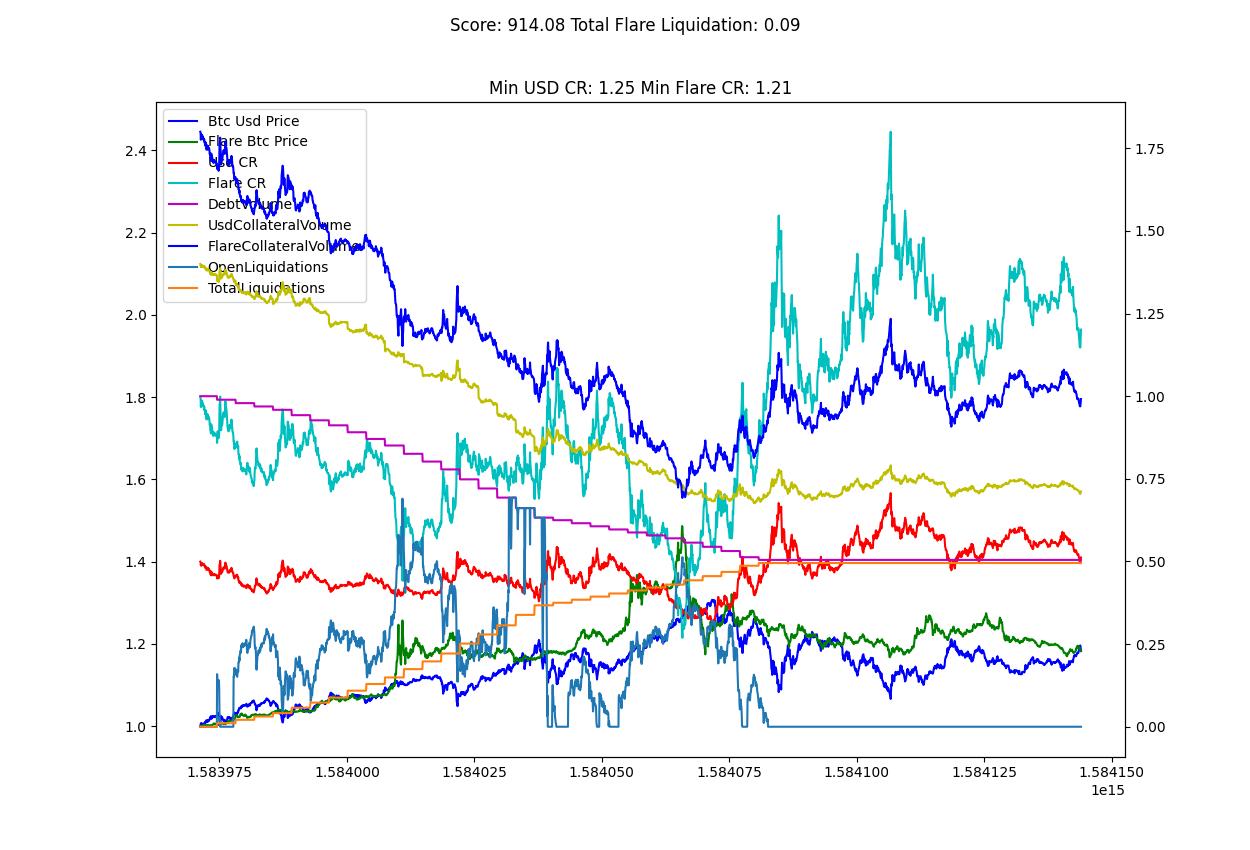 Score: 914.08 Total Flare Liquidation: 0.09
Min USD CR: 1.25 Min Flare CR: 1.21
Btc Usd Price
Flare Btc Price
Usd CR
Flare CR
DebtVolume
UsdCollateralVolume
FlareCollateralVolume
OpenLiquidations
TotalLiquidations
2.4
2.2
2.0
1.8
1.6
1.4
1.2
1.0
1.75
1.50
1.25
1.00
0.75
0.50
0.25
0.00
1.583975 1.584000 1.584025 1.584050 1.584075 1.584100 1.584125 1.584150
1e15